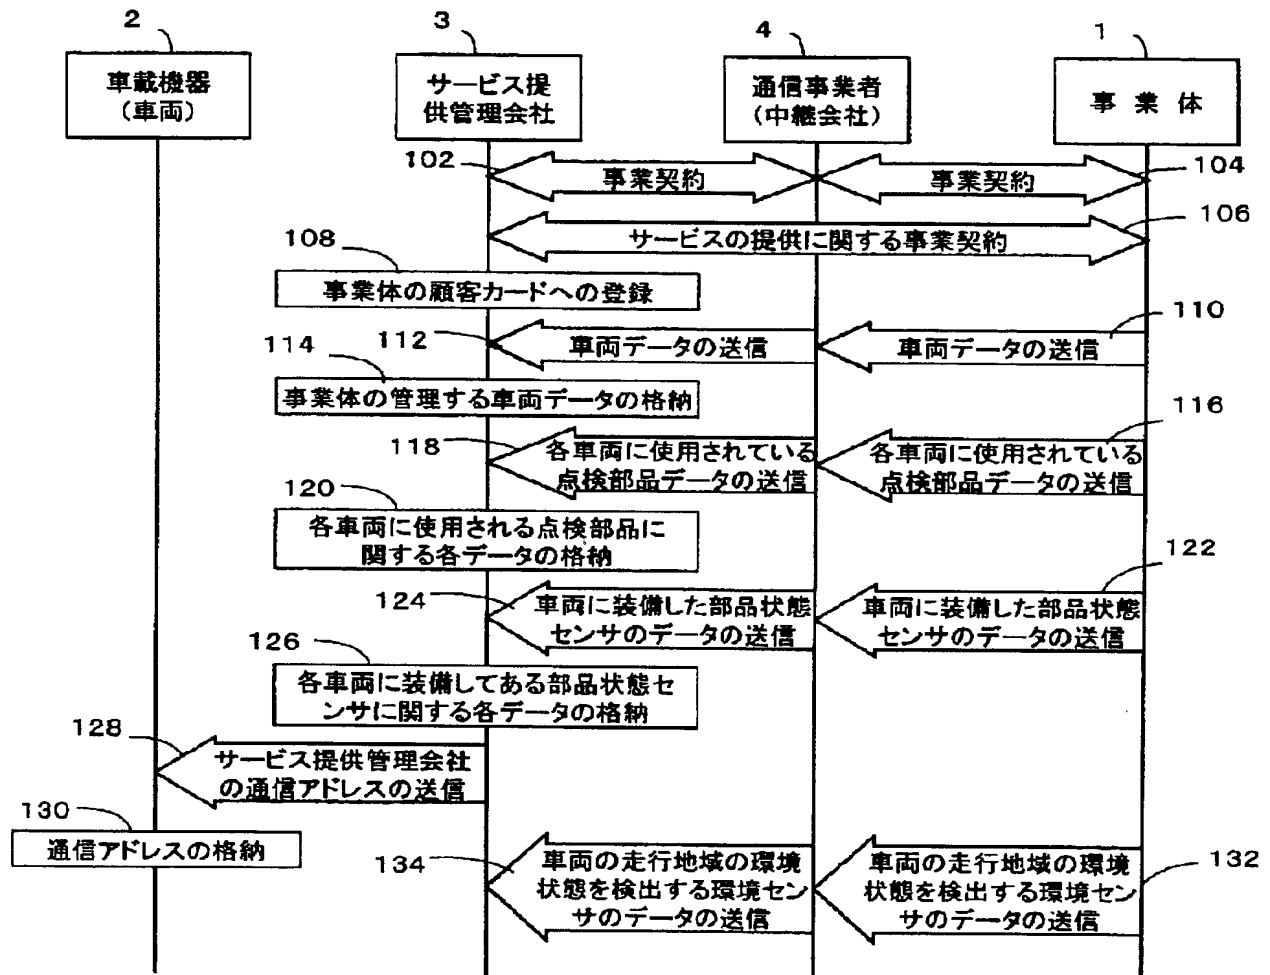 2
3
4
1
車載機器
（車両）
サービス提
供管理会社
通信事業者
（中継会社）
事業体
102
事業契約
事業契約
104
106
サービスの提供に関する事業契約
108
事業体の顧客カードへの登録
110
112
車両データの送信
車両データの送信
114
事業体の管理する車両データの格納
116
118
各車両に使用されている
点検部品データの送信
各車両に使用されている
点検部品データの送信
120
各車両に使用される点検部品に
関する各データの格納
122
124
車両に装備した部品状態
センサのデータの送信
車両に装備した部品状態
センサのデータの送信
126
各車両に装備してある部品状態セ
ンサに関する各データの格納
128
サービス提供管理会社
の通信アドレスの送信
130
通信アドレスの格納
134
車両の走行地域の環境
状態を検出する環境セン
サのデータの送信
車両の走行地域の環境
状態を検出する環境セン
サのデータの送信
132